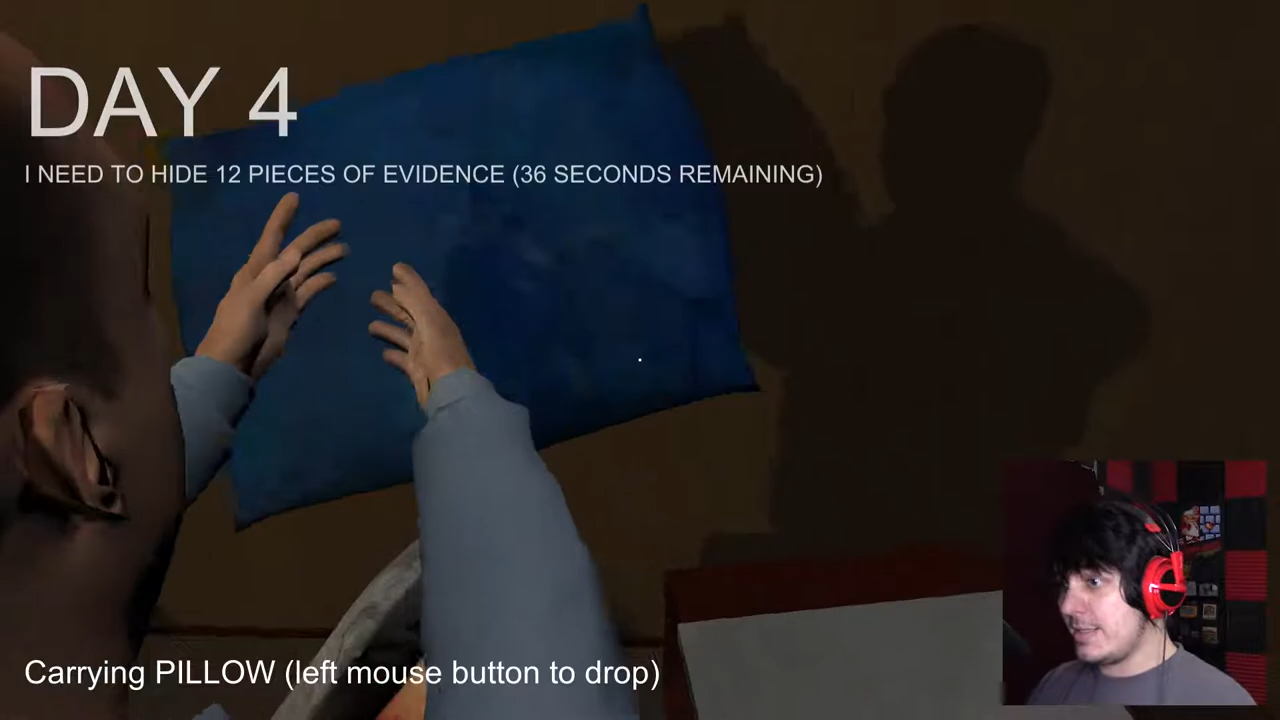 DAY 4
I NEED TO HIDE 12 PIECES OF EVIDENCE (36 SECONDS REMAINING)
Carrying PILLOW (left mouse button to drop)